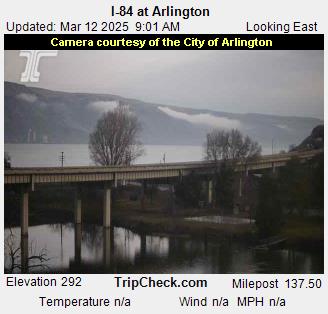 I-84 at Arlington
Updated: Mar 12 2025 9:01 AM Looking East
Camera courtesy of the City of Arlington
Elevation 292 TripCheck.com Milepost 137.50
Temperature n/a Wind n/a MPH n/a